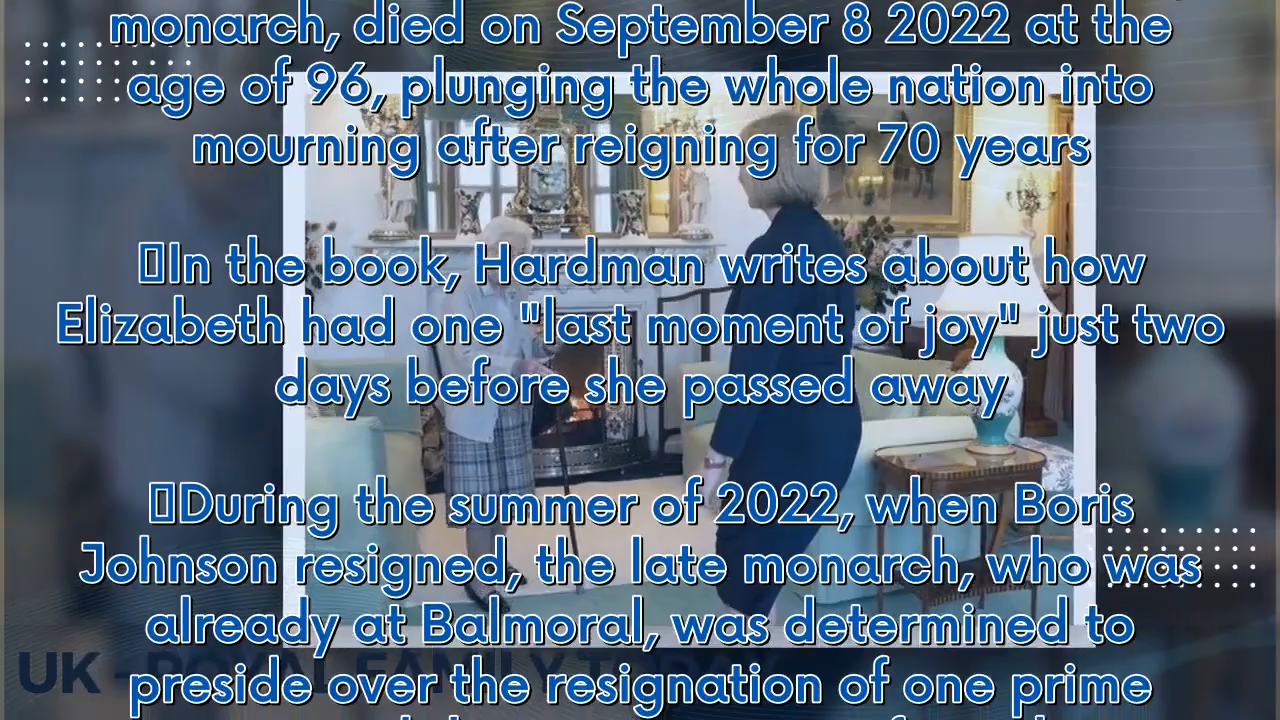 monarch, died on September 8 2022 at the
age of 96, plunging the whole nation into
mourning after reigning for 70 years
In the book, Hardman writes about how
Elizabeth had one "last moment of joy" just two
days before she passed away
During the summer of 2022, when Boris
Johnson resigned, the late monarch, who was
already at Balmoral, was determined to
UK - ROYAL FAMILY
preside over the resignation of one prime